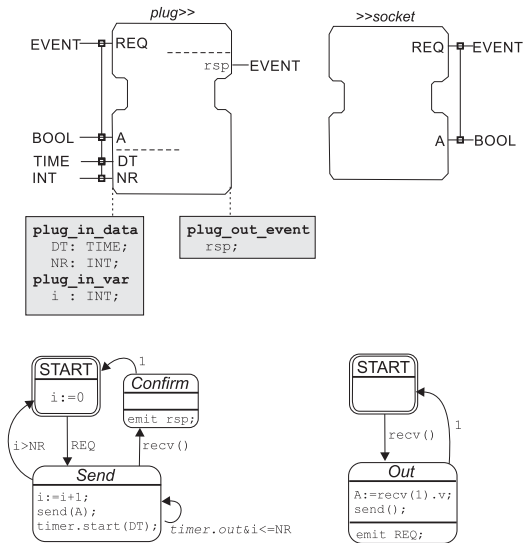 plug>>
>>socket
EVENT
REQ
rsp
EVENT
REQ
EVENT
BOOL
A
A
BOOL
TIME
DT
INT
NR
plug_in_data
DT: TIME;
NR: INT;
plug_in_var
i : INT;
plug_out_event
rsp;
START
i:=0
1
Confirm
emit rsp;
i>NR
REQ
recv()
Send
i:=i+1;
send(A);
timer.start(DT);
timer.out&i<=NR
START
recv()
1
Out
A:=recv(1).v;
send();
emit REQ;